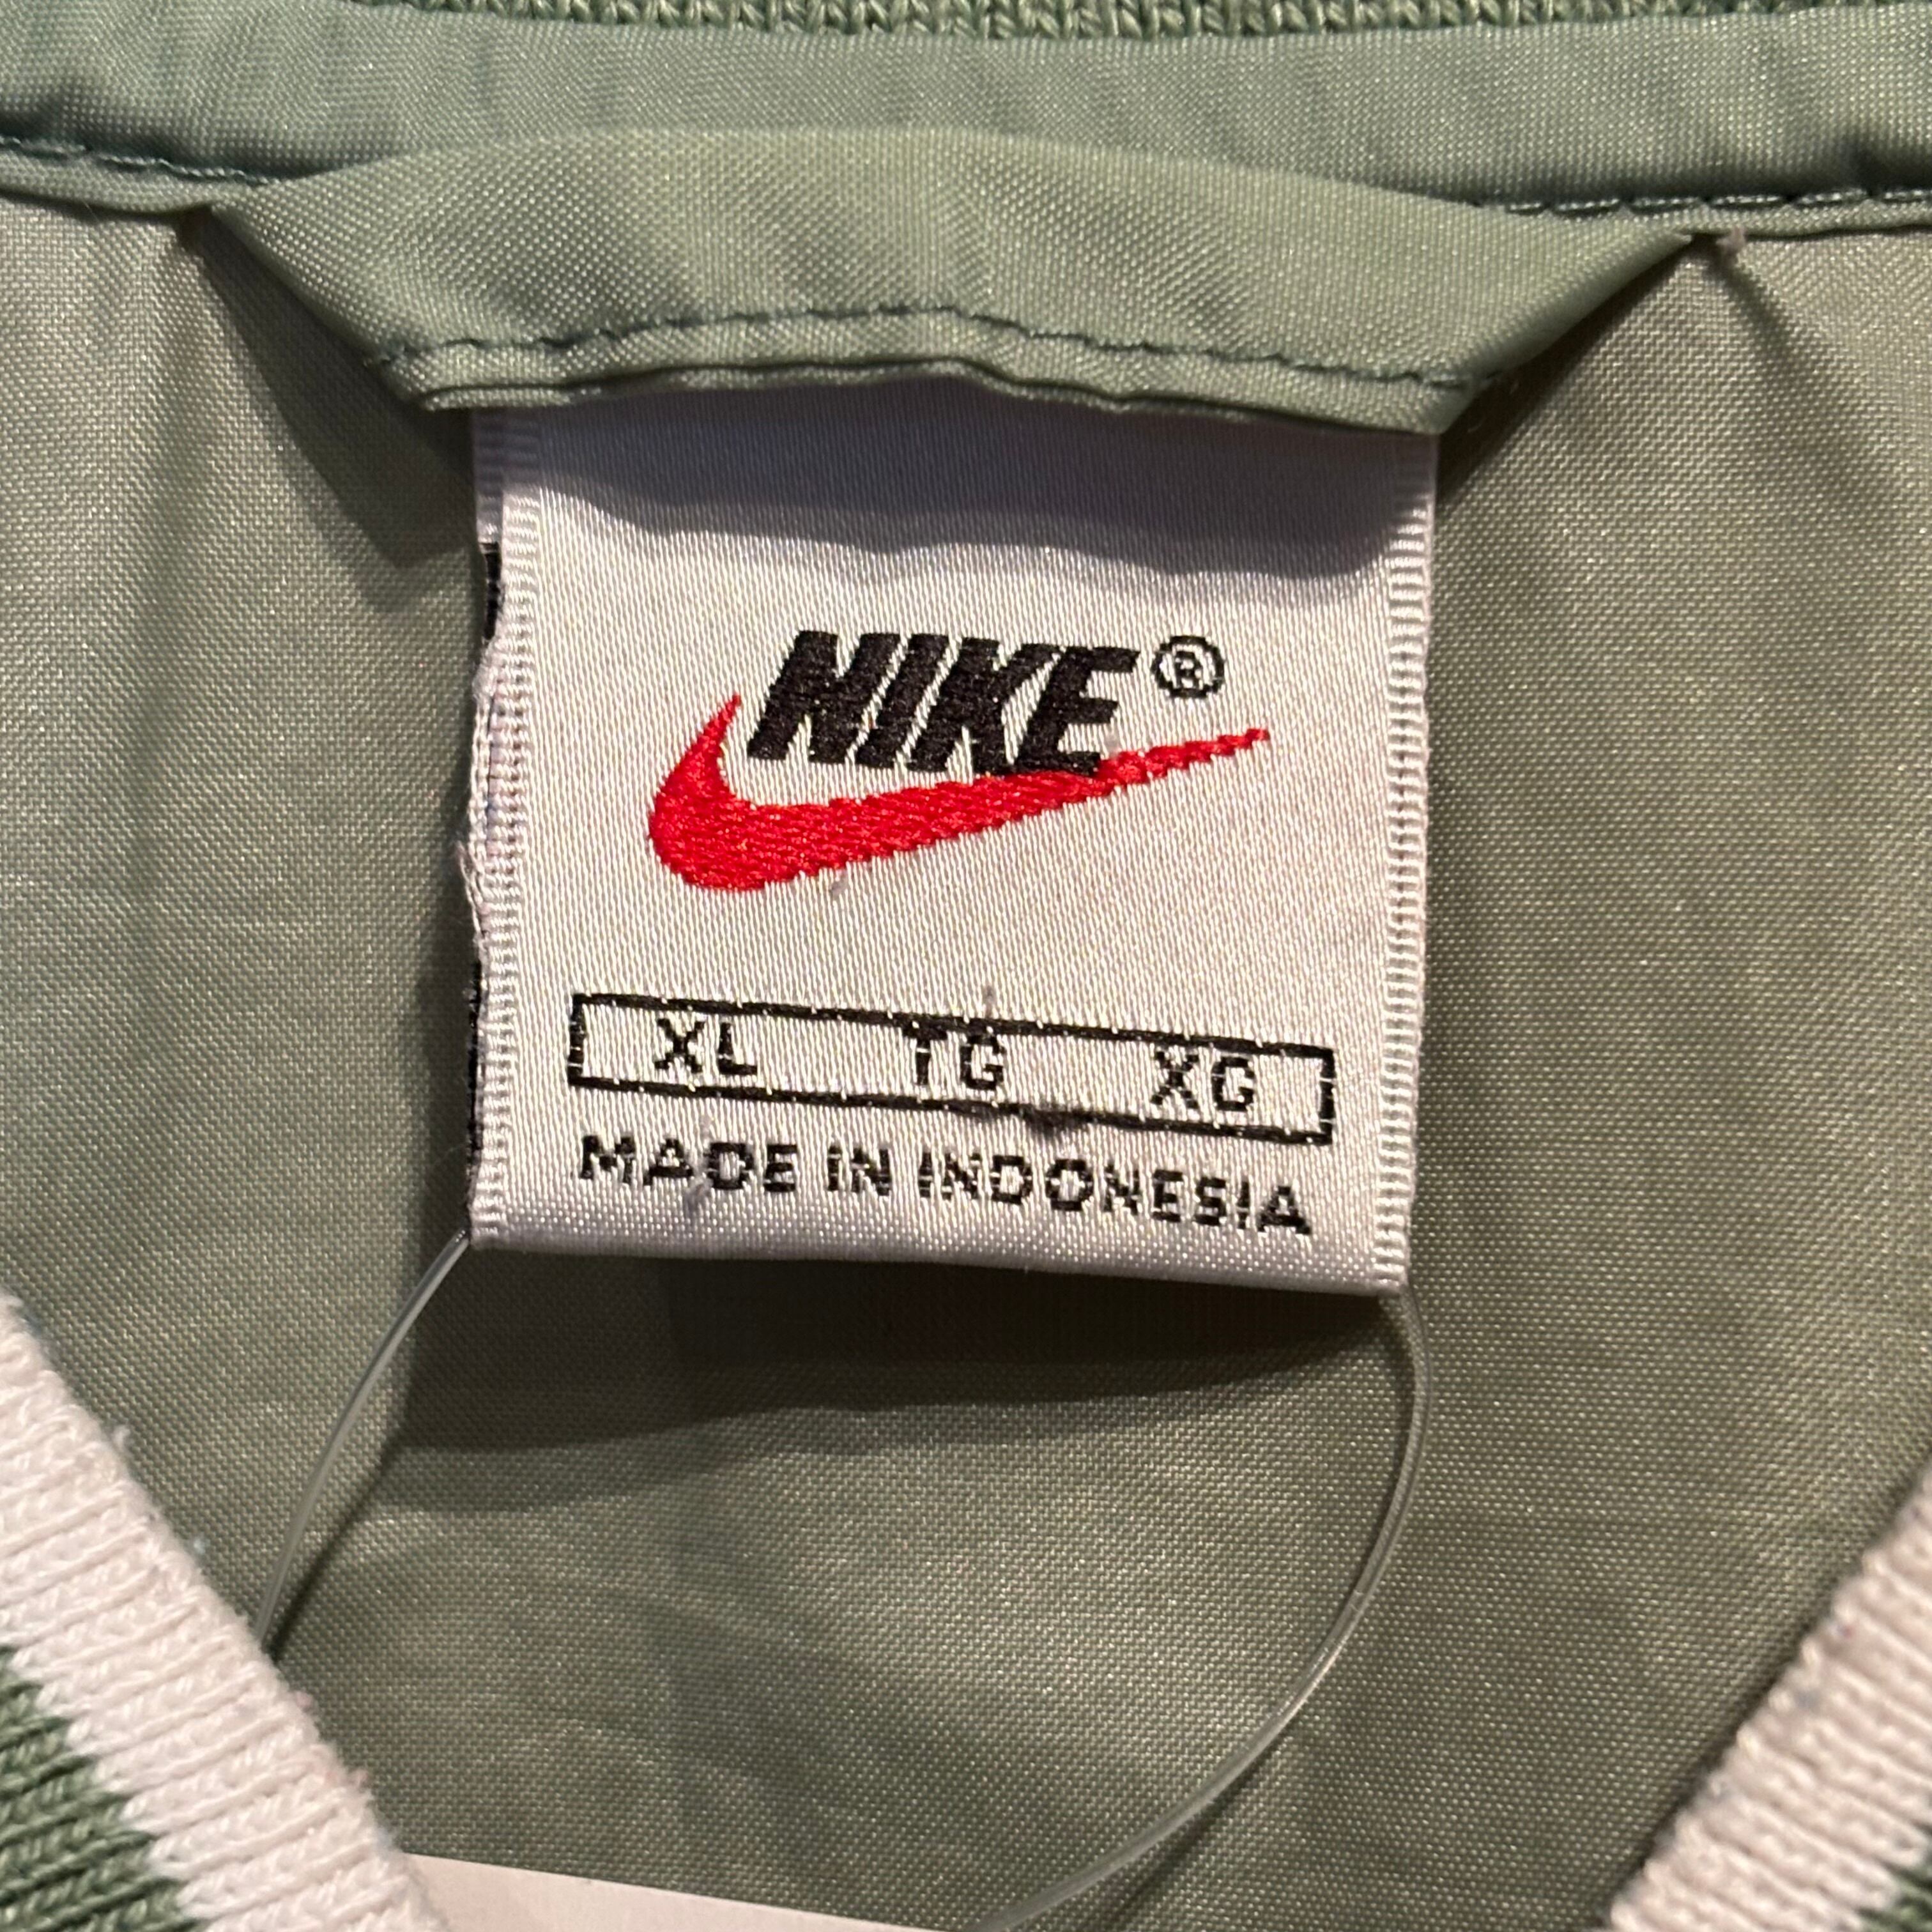 NIKE®
XL TG XG
MADE IN INDONESIA